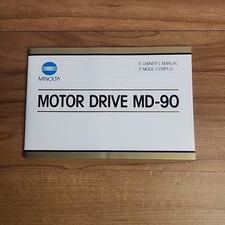 MINOLTA
E OWNER'S MANUAL
F MODE D'EMPLOI
MOTOR DRIVE MD-90